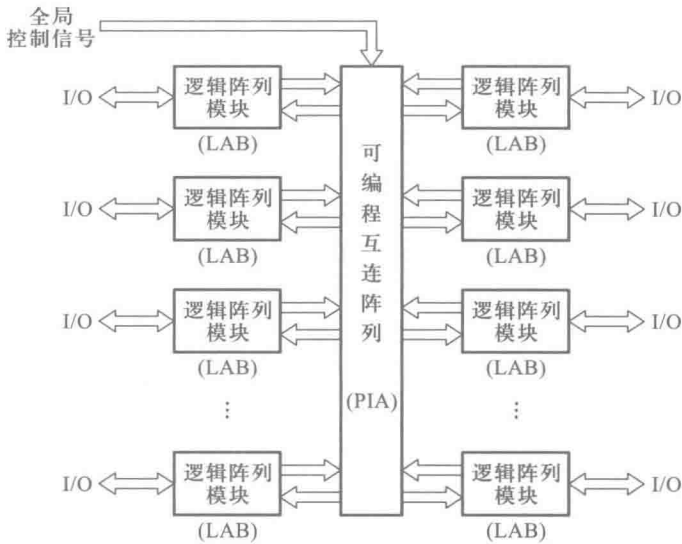 全局
控制信号
I/O
逻辑阵列
模块
(LAB)
逻辑阵列
模块
(LAB)
I/O
I/O
逻辑阵列
模块
(LAB)
逻辑阵列
模块
(LAB)
I/O
I/O
逻辑阵列
模块
(LAB)
逻辑阵列
模块
(LAB)
I/O
可编程互连阵列
(PIA)
⋮
⋮
I/O
逻辑阵列
模块
(LAB)
逻辑阵列
模块
(LAB)
I/O